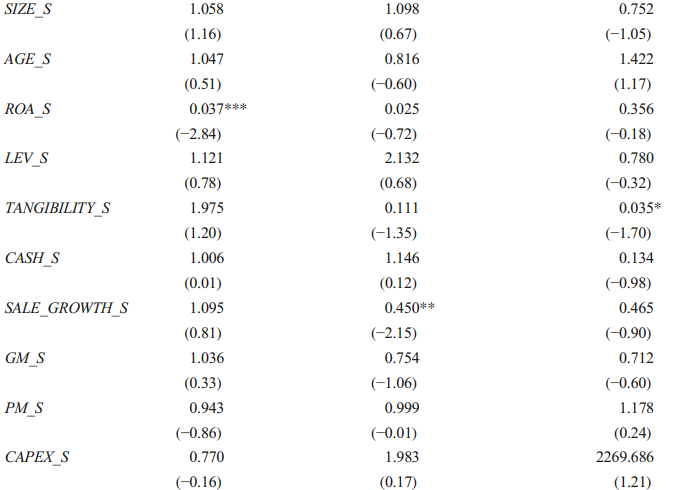 SIZE_S 1.058 1.098 0.752
(1.16) (0.67) (−1.05)
AGE_S 1.047 0.816 1.422
(0.51) (−0.60) (1.17)
ROA_S 0.037*** 0.025 0.356
(−2.84) (−0.72) (−0.18)
LEV_S 1.121 2.132 0.780
(0.78) (0.68) (−0.32)
TANGIBILITY_S 1.975 0.111 0.035*
(1.20) (−1.35) (−1.70)
CASH_S 1.006 1.146 0.134
(0.01) (0.12) (−0.98)
SALE_GROWTH_S 1.095 0.450** 0.465
(0.81) (−2.15) (−0.90)
GM_S 1.036 0.754 0.712
(0.33) (−1.06) (−0.60)
PM_S 0.943 0.999 1.178
(−0.86) (−0.01) (0.24)
CAPEX_S 0.770 1.983 2269.686
(−0.16) (0.17) (1.21)